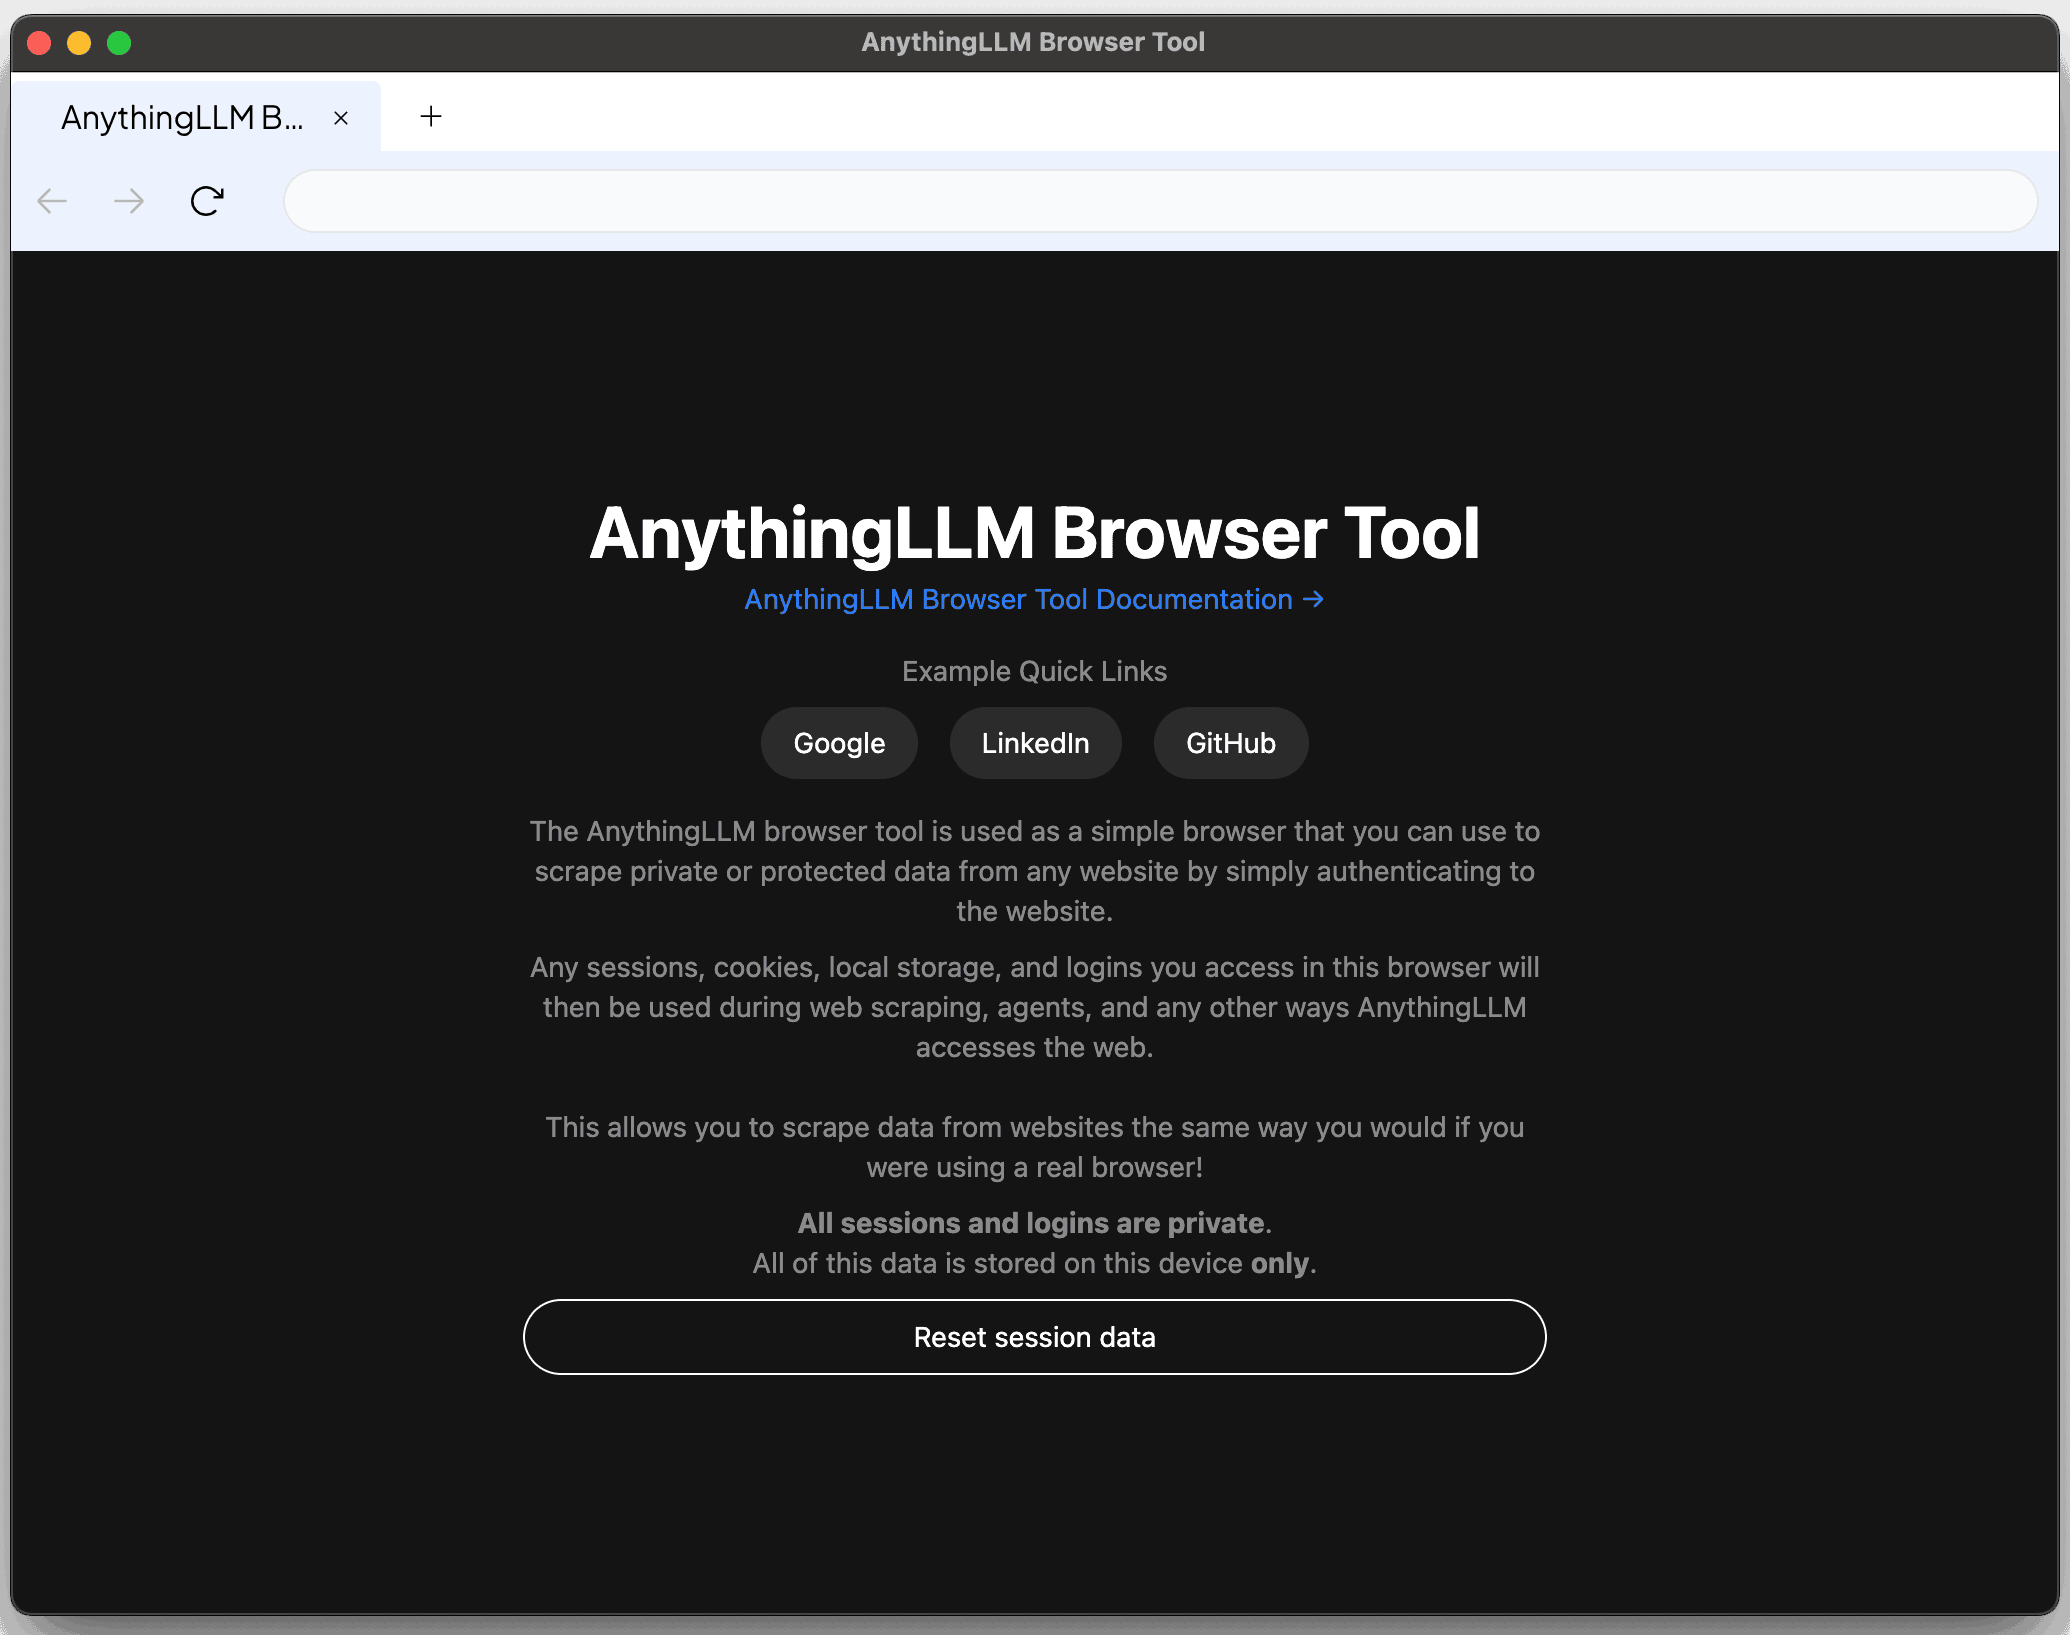 AnythingLLM Browser Tool
AnythingLLM B...
AnythingLLM Browser Tool
AnythingLLM Browser Tool Documentation →
Example Quick Links
Google
LinkedIn
GitHub
The AnythingLLM browser tool is used as a simple browser that you can use to
scrape private or protected data from any website by simply authenticating to
the website.
Any sessions, cookies, local storage, and logins you access in this browser will
then be used during web scraping, agents, and any other ways AnythingLLM
accesses the web.
This allows you to scrape data from websites the same way you would if you
were using a real browser!
All sessions and logins are private.
All of this data is stored on this device only.
Reset session data